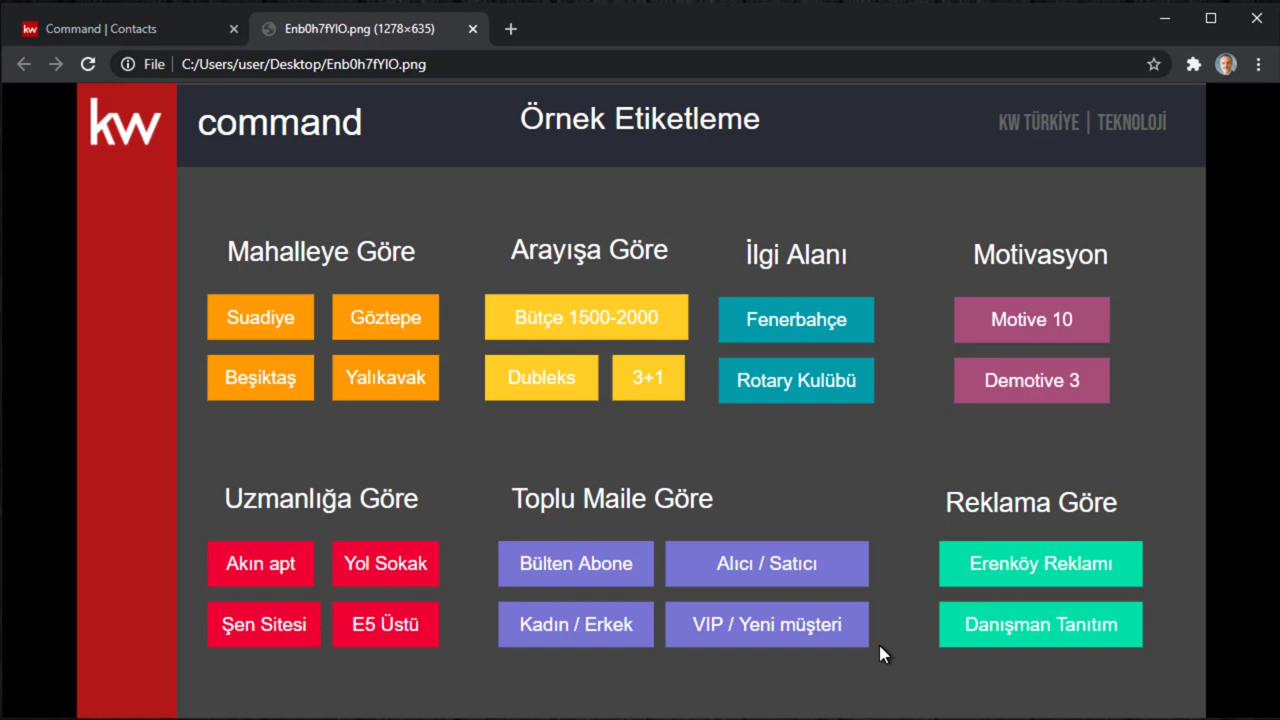 kw Command | Contacts
Enb0h7fYlO.png (1278×635)
File C:/Users/user/Desktop/Enb0h7fYlO.png
kw command
Örnek Etiketleme
KW TÜRKİYE | TEKNOLOJİ
Mahalleye Göre
Suadiye Göztepe
Beşiktaş Yalıkavak
Arayışa Göre
Bütçe 1500-2000
Dubleks 3+1
İlgi Alanı
Fenerbahçe
Rotary Kulübü
Motivasyon
Motive 10
Demotive 3
Uzmanlığa Göre
Akın apt Yol Sokak
Şen Sitesi E5 Üstü
Toplu Maile Göre
Bülten Abone Alıcı / Satıcı
Kadın / Erkek VIP / Yeni müşteri
Reklama Göre
Erenköy Reklamı
Danışman Tanıtım